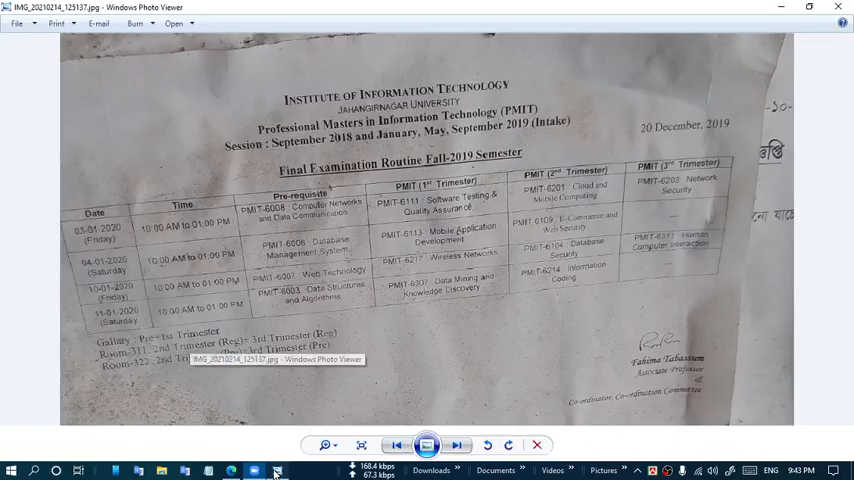 IMG_20210214_125137.jpg - Windows Photo Viewer
File Print E-mail Burn Open
INSTITUTE OF INFORMATION TECHNOLOGY
JAHANGIRNAGAR UNIVERSITY
Professional Masters in Information Technology (PMIT)
Session : September 2018 and January, May, September 2019 (Intake)
20 December, 2019
Final Examination Routine Fall-2019 Semester
Date Time Pre-requisite PMIT (1st Trimester) PMIT (2nd Trimester) PMIT (3rd Trimester)
03-01-2020 (Friday) 10:00 AM to 01:00 PM PMIT-6008 : Computer Networks and Data Communication PMIT-6111 : Software Testing & Quality Assurance PMIT-6201 : Cloud and Mobile Computing PMIT-6203 : Network Security
04-01-2020 (Saturday) 10:00 AM to 01:00 PM PMIT-6006 : Database Management System PMIT-6113 : Mobile Application Development PMIT-6109 : E-Commerce and Web Security
10-01-2020 (Friday) 10:00 AM to 01:00 PM PMIT-6007 : Web Technology PMIT-6217 : Wireless Networks PMIT-6104 : Database Security Human Computer Interaction
11-01-2020 (Saturday) 10:00 AM to 01:00 PM PMIT-6003 : Data Structures and Algorithms PMIT-6307 : Data Mining and Knowledge Discovery PMIT-6214 : Information Coding
Gallary : Pre+1st Trimester
Room-311, 2nd Trimester (Reg)+ 3rd Trimester (Reg)
Room-322, 2nd Tri 3rd Trimester (Pre)
IMG_20210214_125137.jpg - Windows Photo Viewer
Fahima Tabassum
Associate Professor
&
Co-ordinator, Co-ordination Committee
-১০-
168.4 kbps
67.3 kbps
Downloads Documents Videos Pictures ENG 9:43 PM